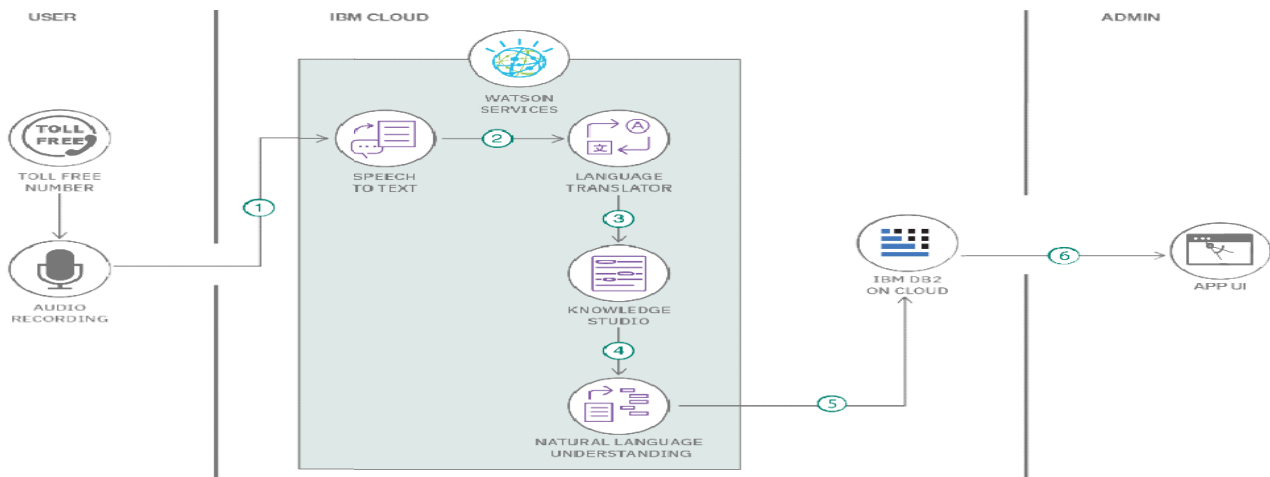 USER
IBM CLOUD
ADMIN
WATSON
SERVICES
TOLL
FREE
TOLL FREE
NUMBER
1
SPEECH
TO TEXT
2
A
文
LANGUAGE
TRANSLATOR
3
AUDIO
RECORDING
KNOWLEDGE
STUDIO
4
NATURAL LANGUAGE
UNDERSTANDING
5
IBM DB2
ON CLOUD
6
APP UI